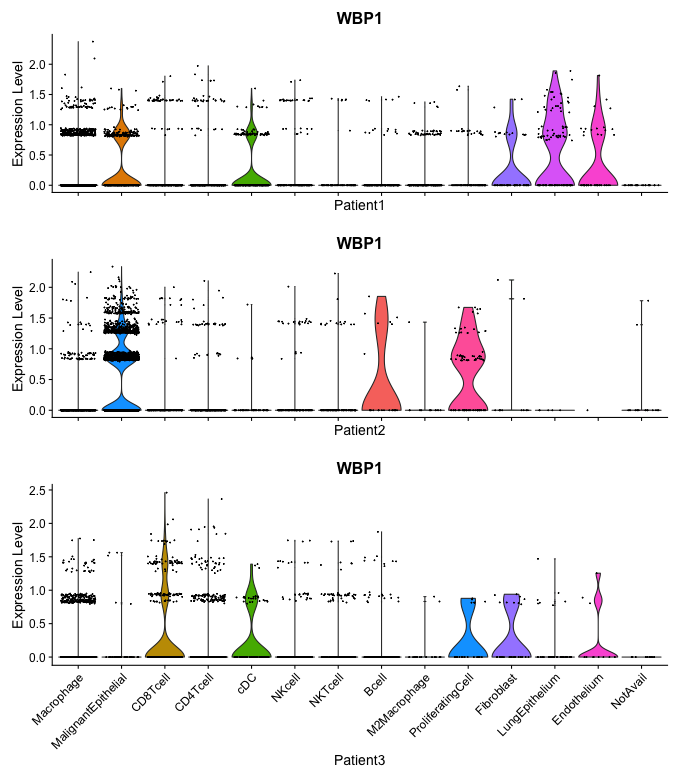 WBP1
Expression Level
2.0
1.5
1.0
0.5
0.0
Patient1
WBP1
Expression Level
2.0
1.5
1.0
0.5
0.0
Patient2
WBP1
Expression Level
2.5
2.0
1.5
1.0
0.5
0.0
Macrophage
MalignantEpithelial
CD8Tcell
CD4Tcell
cDC
NKcell
NKTcell
Bcell
M2Macrophage
ProliferatingCell
Fibroblast
LungEpithelium
Endothelium
NotAvail
Patient3